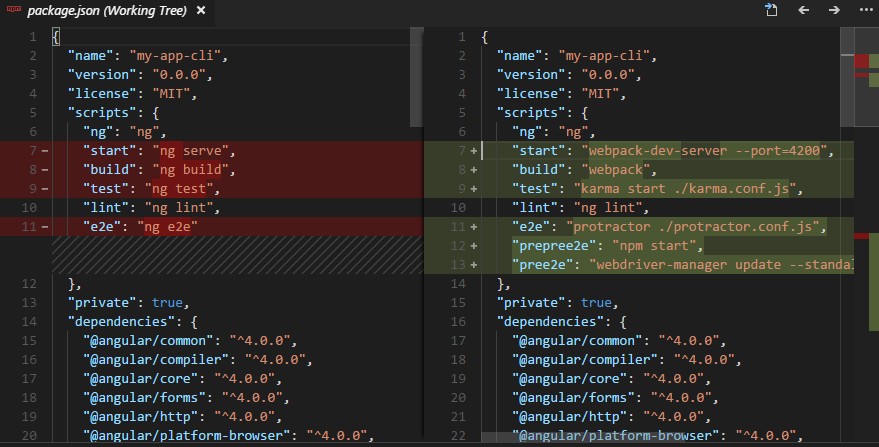 package.json (Working Tree)
1 {
2 "name": "my-app-cli",
3 "version": "0.0.0",
4 "license": "MIT",
5 "scripts": {
6 "ng": "ng",
7 - "start": "ng serve",
8 - "build": "ng build",
9 - "test": "ng test",
10 "lint": "ng lint",
11 - "e2e": "ng e2e"
12 },
13 "private": true,
14 "dependencies": {
15 "@angular/common": "^4.0.0",
16 "@angular/compiler": "^4.0.0",
17 "@angular/core": "^4.0.0",
18 "@angular/forms": "^4.0.0",
19 "@angular/http": "^4.0.0",
20 "@angular/platform-browser": "^4.0.0",
1 {
2 "name": "my-app-cli",
3 "version": "0.0.0",
4 "license": "MIT",
5 "scripts": {
6 "ng": "ng",
7 + "start": "webpack-dev-server --port=4200",
8 + "build": "webpack",
9 + "test": "karma start ./karma.conf.js",
10 "lint": "ng lint",
11 + "e2e": "protractor ./protractor.conf.js",
12 + "prepree2e": "npm start",
13 + "pree2e": "webdriver-manager update --standa
14 },
15 "private": true,
16 "dependencies": {
17 "@angular/common": "^4.0.0",
18 "@angular/compiler": "^4.0.0",
19 "@angular/core": "^4.0.0",
20 "@angular/forms": "^4.0.0",
21 "@angular/http": "^4.0.0",
22 "@angular/platform-browser": "^4.0.0",